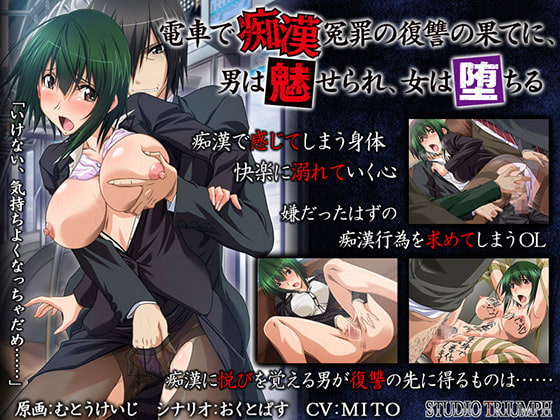 電車で痴漢冤罪の復讐の果てに、
男は魅せられ、女は堕ちる
痴漢で感じてしまう身体
快楽に溺れていく心
嫌だったはずの
痴漢行為を求めてしまうOL
「いけない、気持ちよくなっちゃだめ……」
痴漢に悦びを覚える男が復讐の先に得るものは……
原画:むとうけいじ　シナリオ:おくとぱす　CV:MITO
STUDIO TRIUMPH